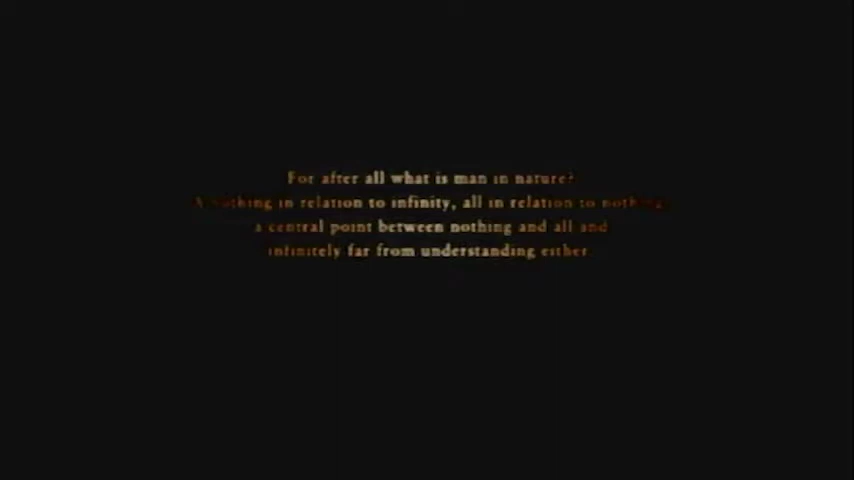 For after all what is man in nature?
A nothing in relation to infinity, all in relation to nothing,
a central point between nothing and all and
infinitely far from understanding either